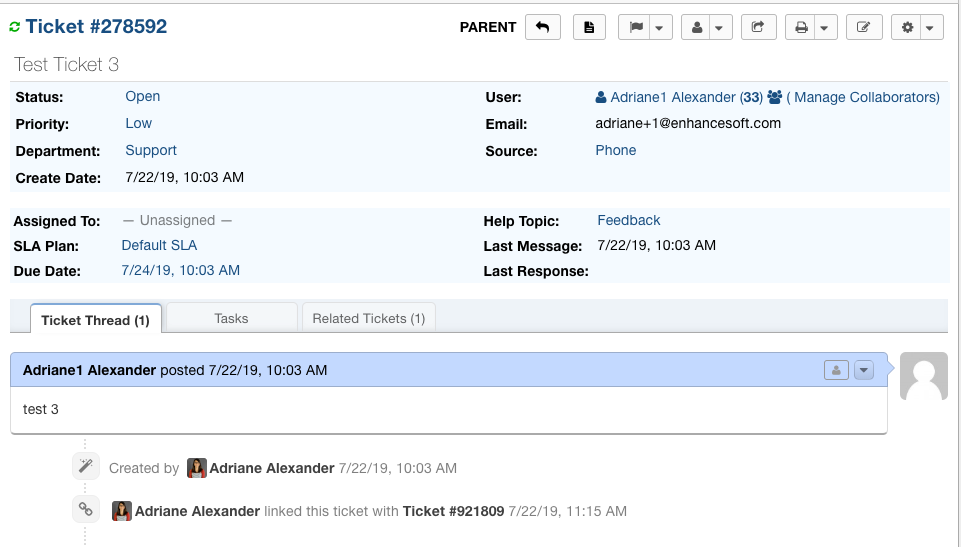 Ticket #278592 PARENT
Test Ticket 3
Status: Open User: Adriane1 Alexander (33) ( Manage Collaborators)
Priority: Low Email: adriane+1@enhancesoft.com
Department: Support Source: Phone
Create Date: 7/22/19, 10:03 AM
Assigned To: — Unassigned — Help Topic: Feedback
SLA Plan: Default SLA Last Message: 7/22/19, 10:03 AM
Due Date: 7/24/19, 10:03 AM Last Response:
Ticket Thread (1) Tasks Related Tickets (1)
Adriane1 Alexander posted 7/22/19, 10:03 AM
test 3
Created by Adriane Alexander 7/22/19, 10:03 AM
Adriane Alexander linked this ticket with Ticket #921809 7/22/19, 11:15 AM